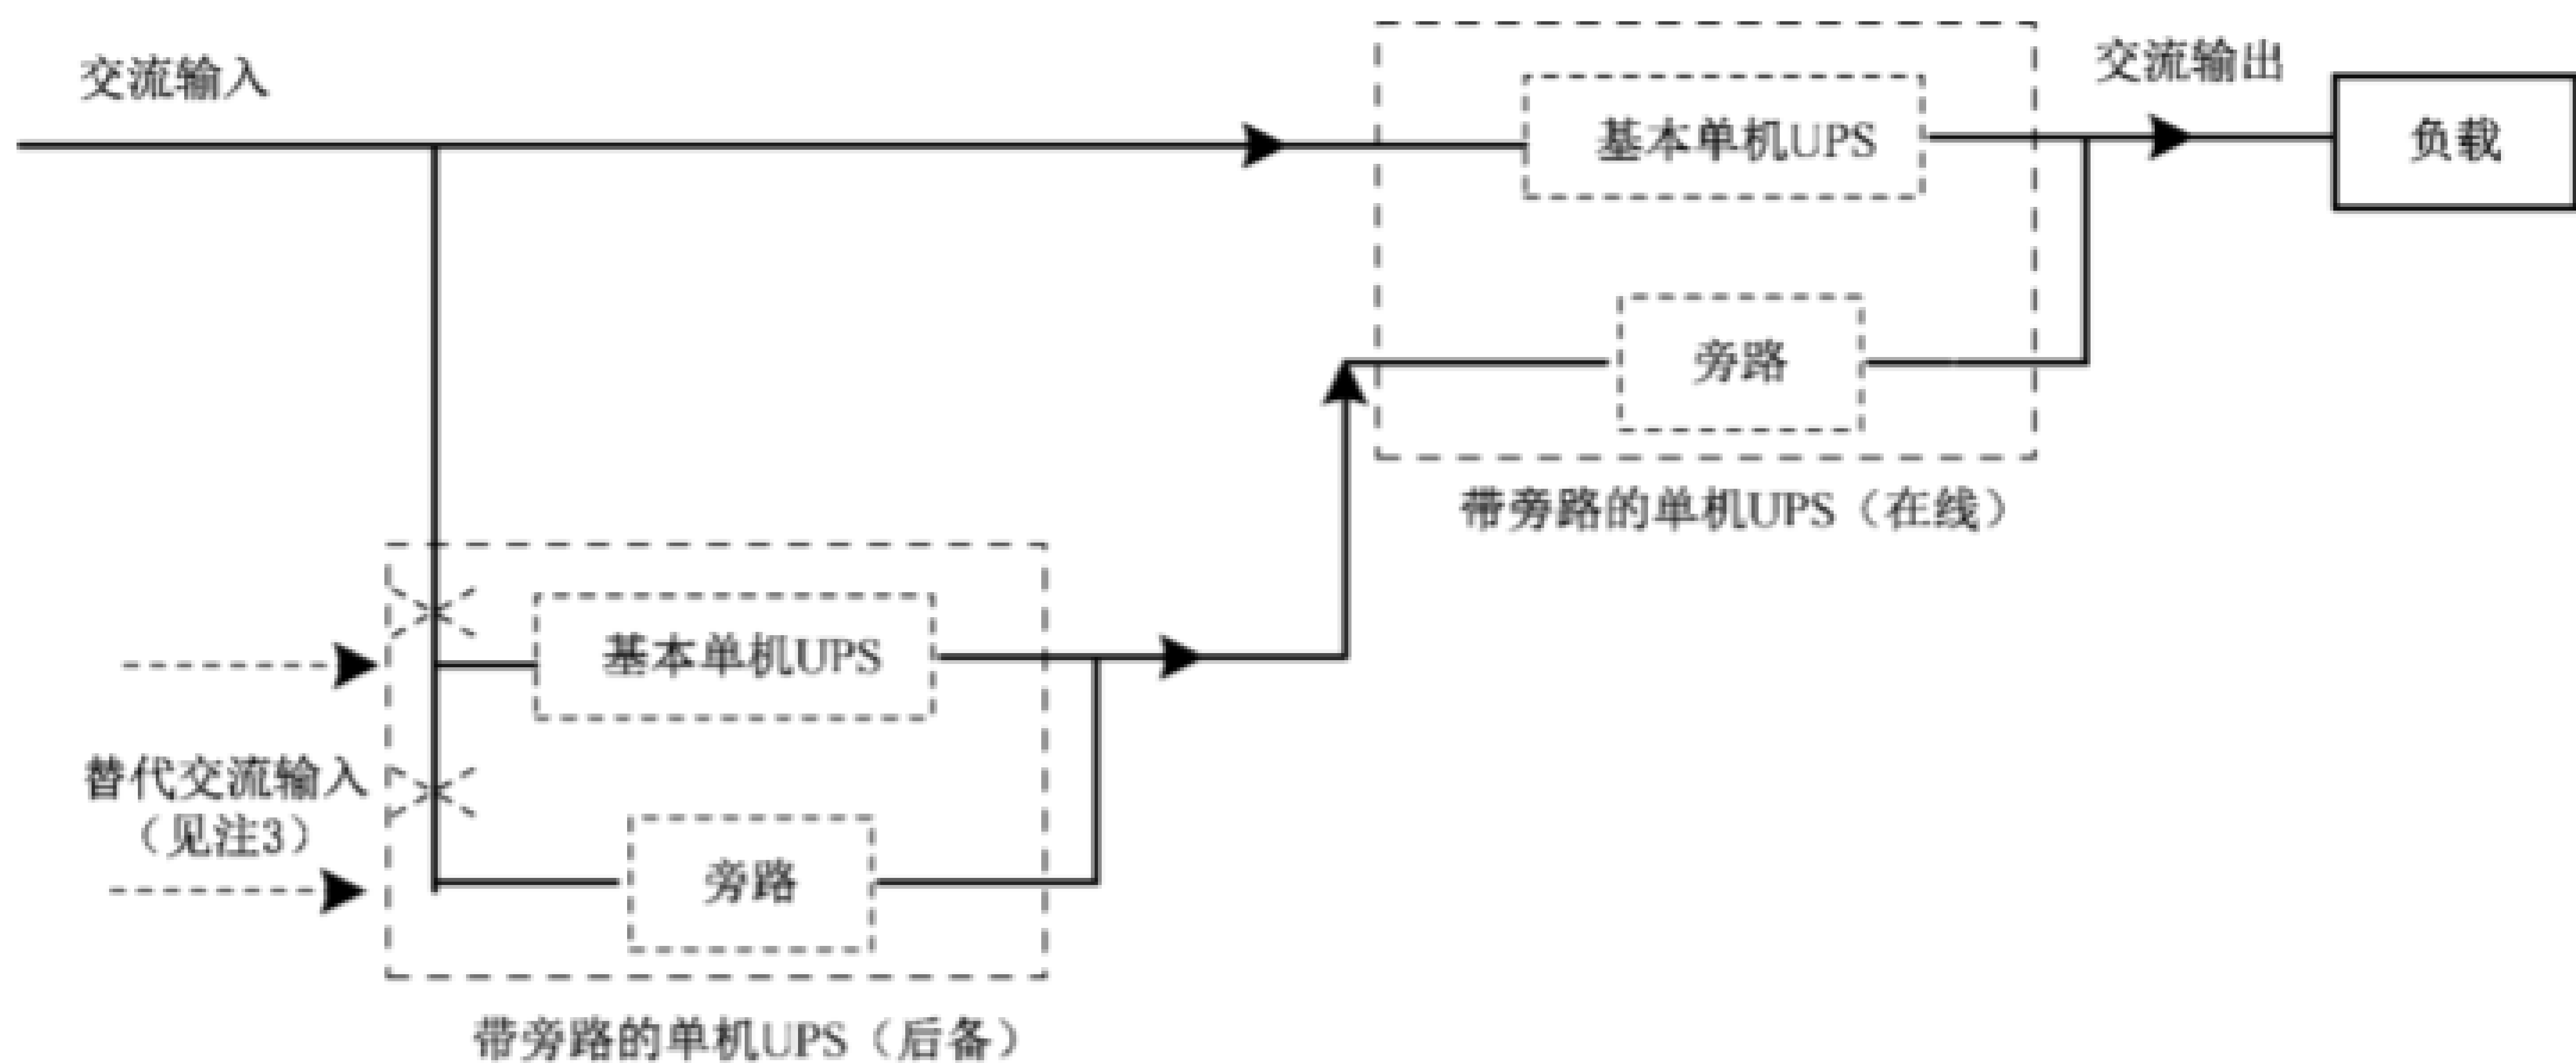 交流输入
交流输出
基本单机UPS
负载
旁路
带旁路的单机UPS（在线）
基本单机UPS
替代交流输入
（见注3）
旁路
带旁路的单机UPS（后备）